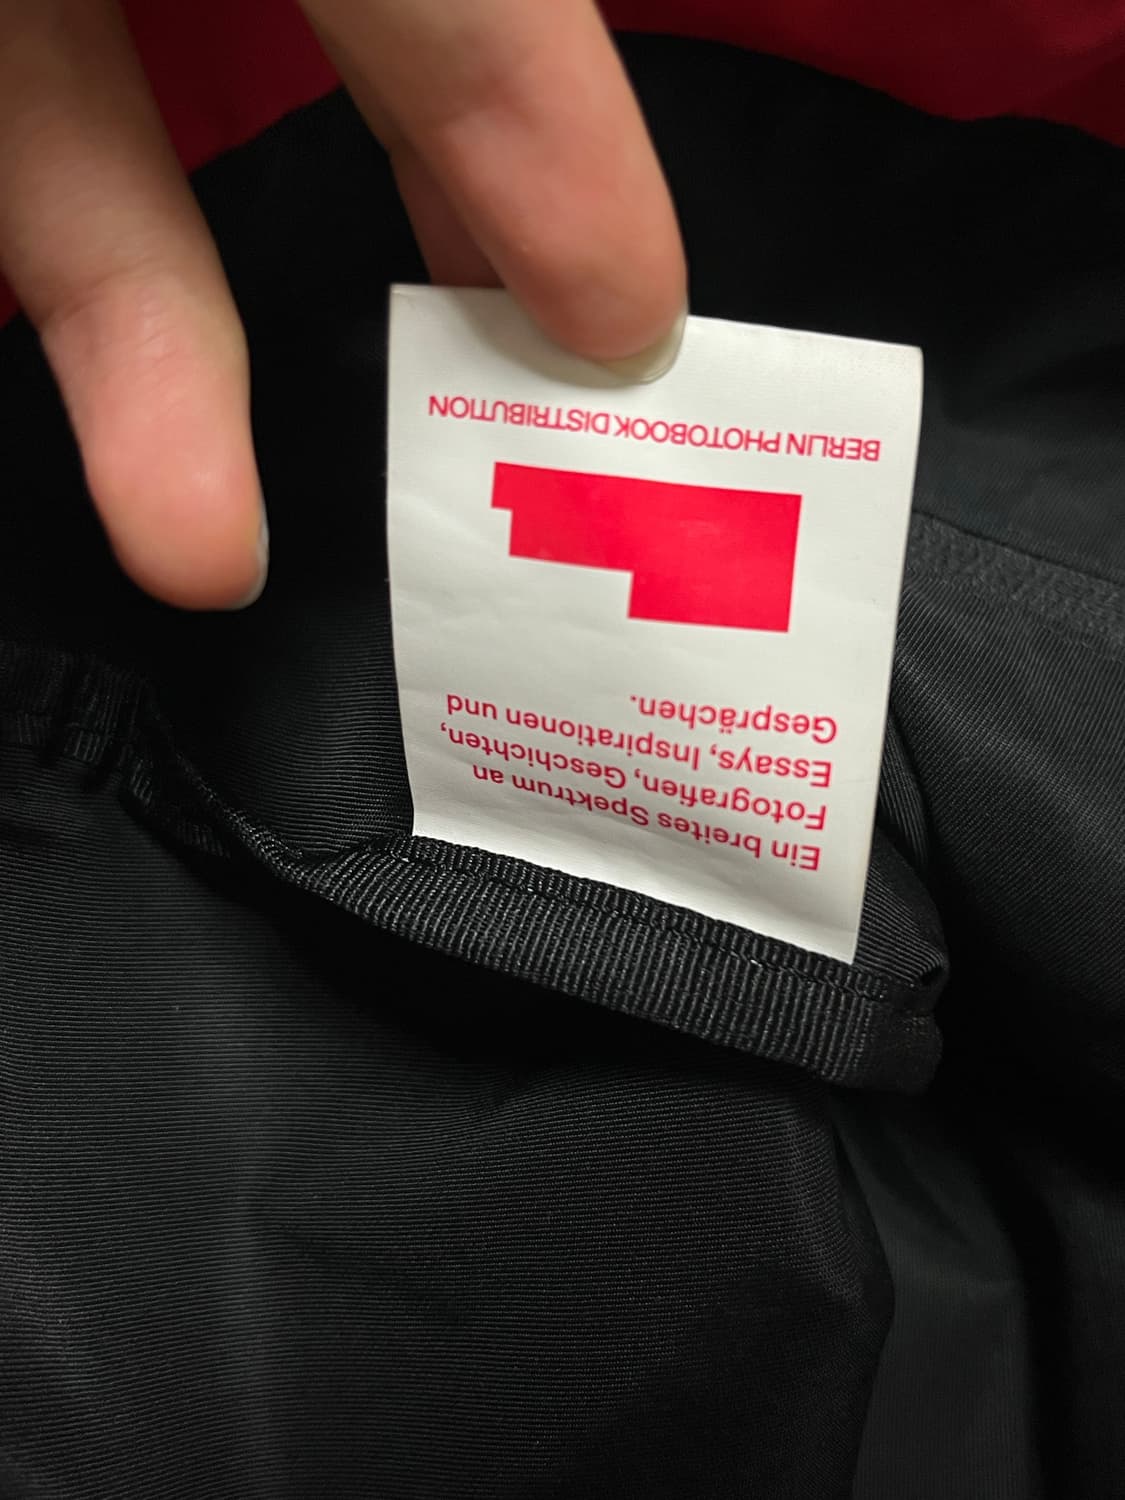 Ein breites Spektrum an
Fotografien, Geschichten,
Essays, Inspirationen und
Gesprächen.
BERLIN PHOTOBOOK DISTRIBUTION